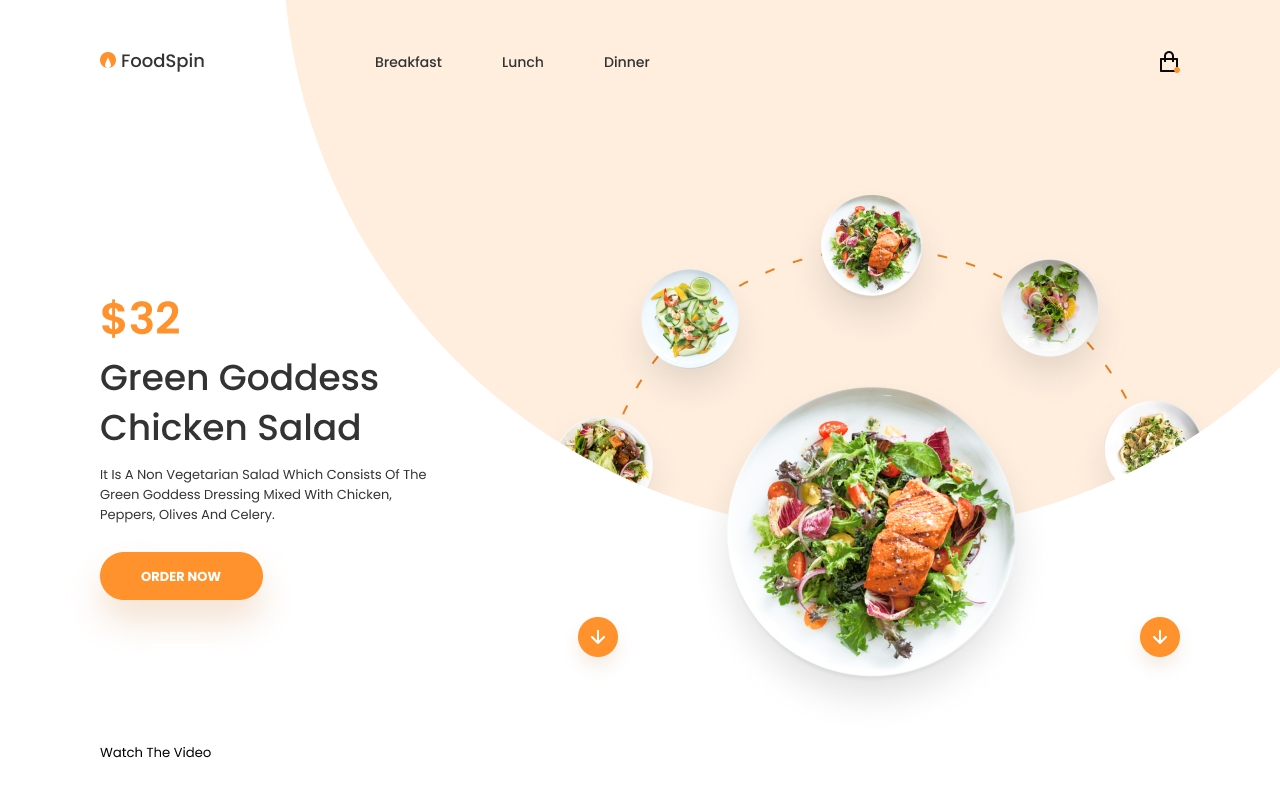 FoodSpin
Breakfast
Lunch
Dinner
$32
Green Goddess
Chicken Salad
It Is A Non Vegetarian Salad Which Consists Of The
Green Goddess Dressing Mixed With Chicken,
Peppers, Olives And Celery.
ORDER NOW
Watch The Video